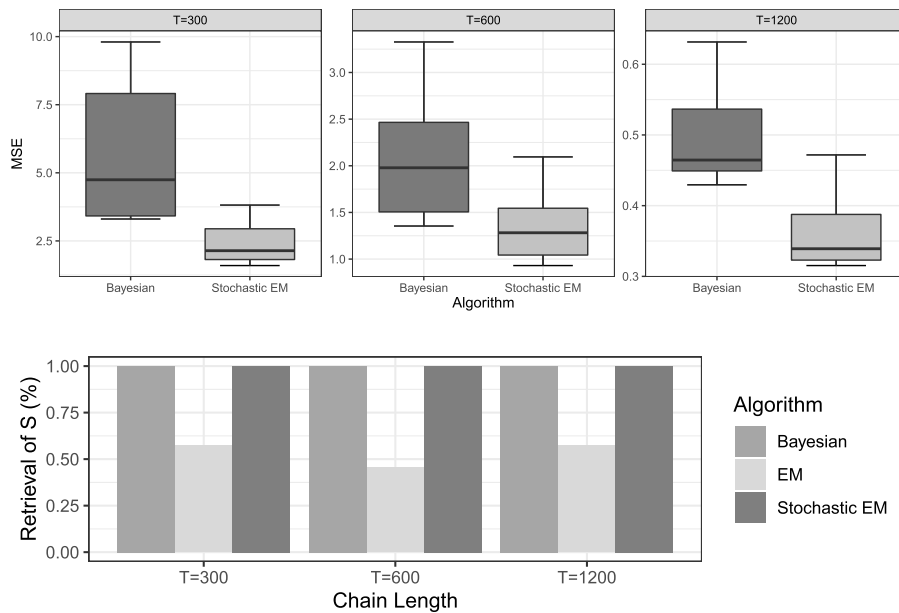 T=300 T=600 T=1200
MSE
10.0
7.5
5.0
2.5
3.0
2.5
2.0
1.5
1.0
0.6
0.5
0.4
0.3
Bayesian Stochastic EM Bayesian Stochastic EM Bayesian Stochastic EM
Algorithm
Retrieval of S (%)
1.00
0.75
0.50
0.25
0.00
T=300 T=600 T=1200
Chain Length
Algorithm
Bayesian
EM
Stochastic EM